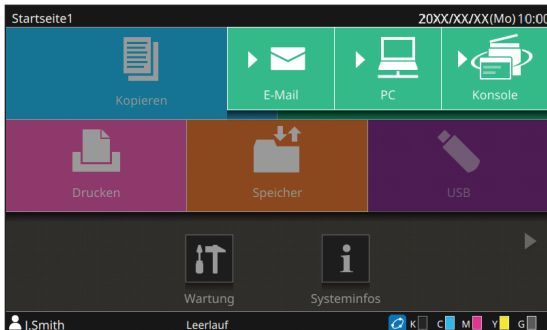 Startseite1 20XX/XX/XX(Mo)10:00
Kopieren E-Mail PC Konsole
Drucken Speicher USB
Wartung Systeminfos
J.Smith Leerlauf K C M Y G